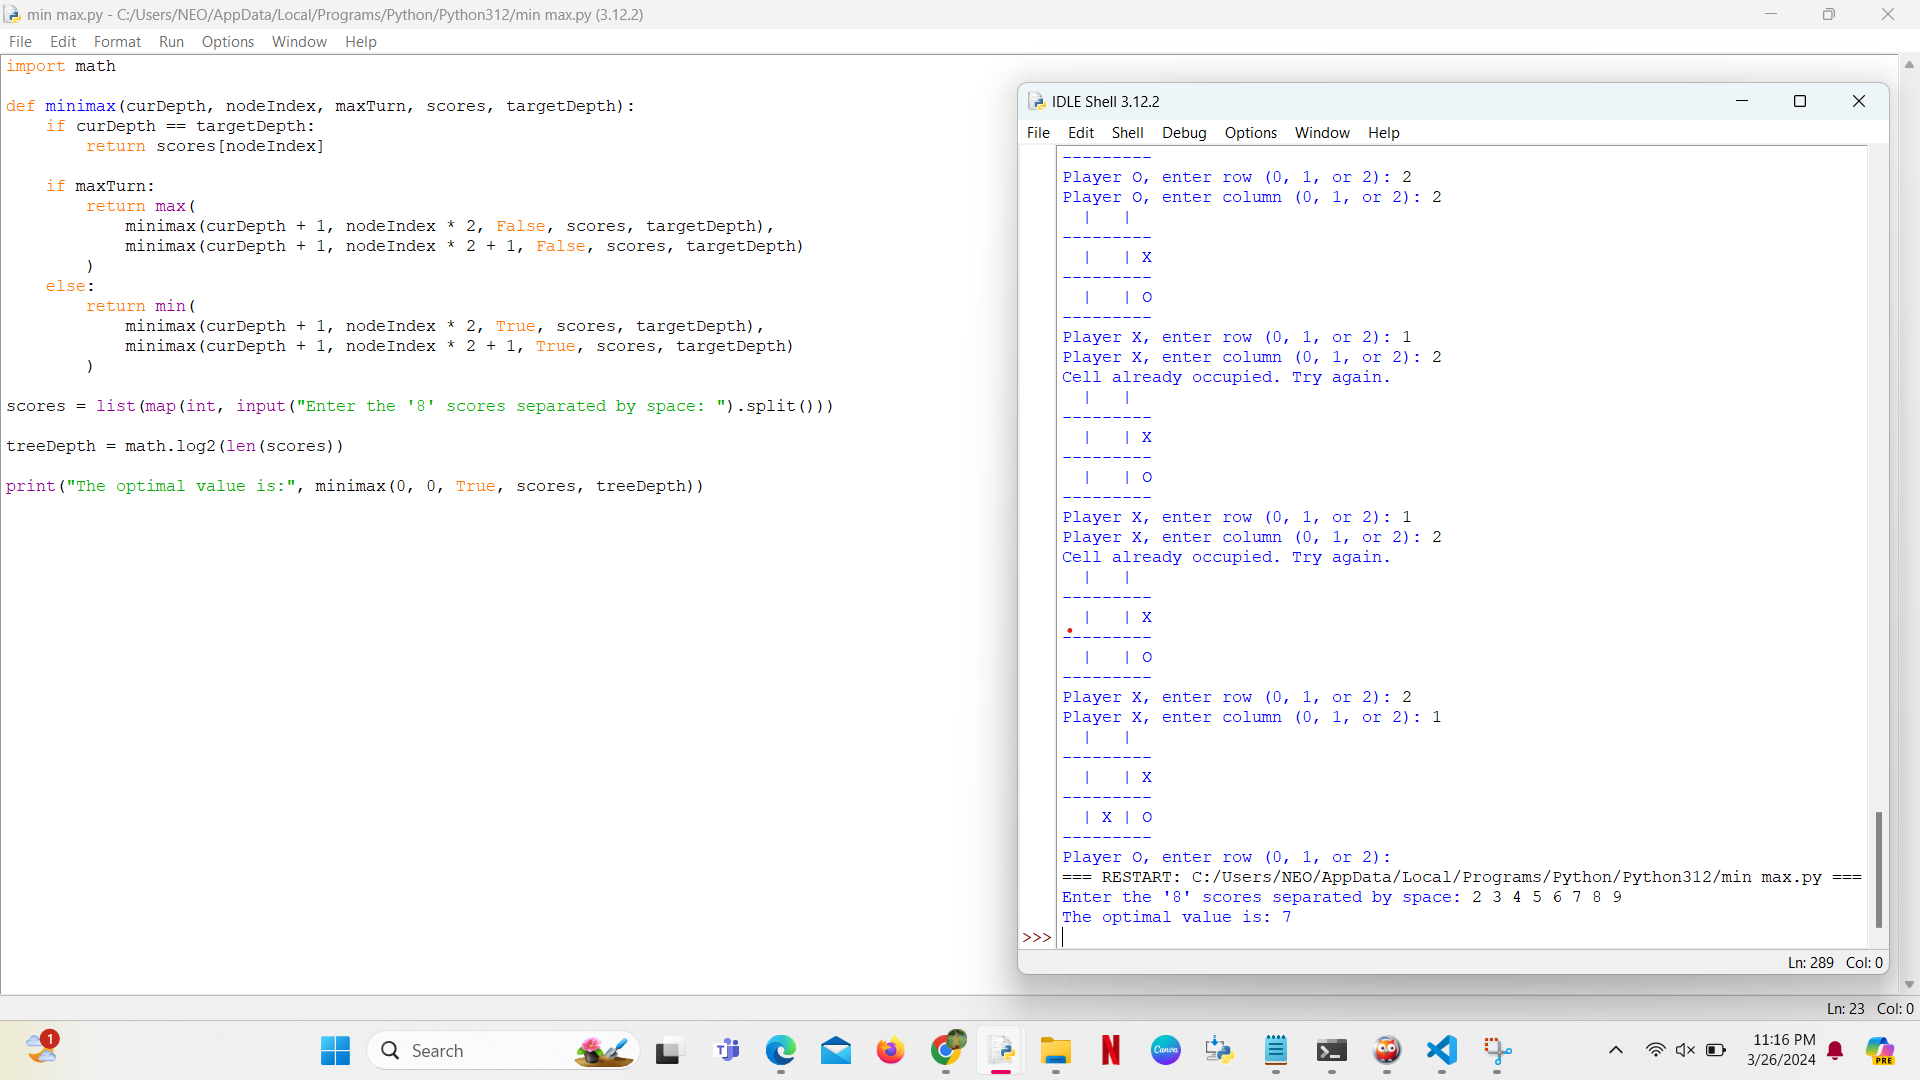 min max.py - C:/Users/NEO/AppData/Local/Programs/Python/Python312/min max.py (3.12.2)
File Edit Format Run Options Window Help
import math

def minimax(curDepth, nodeIndex, maxTurn, scores, targetDepth):
    if curDepth == targetDepth:
        return scores[nodeIndex]

    if maxTurn:
        return max(
            minimax(curDepth + 1, nodeIndex * 2, False, scores, targetDepth),
            minimax(curDepth + 1, nodeIndex * 2 + 1, False, scores, targetDepth)
        )
    else:
        return min(
            minimax(curDepth + 1, nodeIndex * 2, True, scores, targetDepth),
            minimax(curDepth + 1, nodeIndex * 2 + 1, True, scores, targetDepth)
        )

scores = list(map(int, input("Enter the '8' scores separated by space: ").split()))

treeDepth = math.log2(len(scores))

print("The optimal value is:", minimax(0, 0, True, scores, treeDepth))
IDLE Shell 3.12.2
File Edit Shell Debug Options Window Help
---------
Player O, enter row (0, 1, or 2): 2
Player O, enter column (0, 1, or 2): 2
  |   |
---------
  |   | X
---------
  |   | O
---------
Player X, enter row (0, 1, or 2): 1
Player X, enter column (0, 1, or 2): 2
Cell already occupied. Try again.
  |   |
---------
  |   | X
---------
  |   | O
---------
Player X, enter row (0, 1, or 2): 1
Player X, enter column (0, 1, or 2): 2
Cell already occupied. Try again.
  |   |
---------
  |   | X
---------
  |   | O
---------
Player X, enter row (0, 1, or 2): 2
Player X, enter column (0, 1, or 2): 1
  |   |
---------
  |   | X
---------
  | X | O
---------
Player O, enter row (0, 1, or 2):
=== RESTART: C:/Users/NEO/AppData/Local/Programs/Python/Python312/min max.py ===
Enter the '8' scores separated by space: 2 3 4 5 6 7 8 9
The optimal value is: 7
>>>
Ln: 289 Col: 0
Ln: 23 Col: 0
1
Search
N
Canva
11:16 PM
3/26/2024
PRE